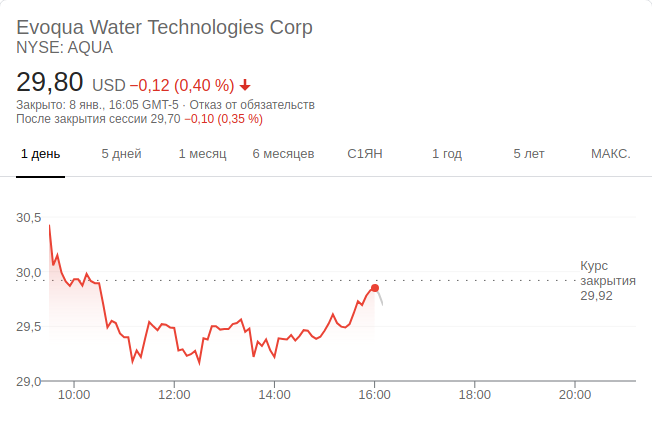 Evoqua Water Technologies Corp
NYSE: AQUA
29,80 USD −0,12 (0,40 %)
Закрыто: 8 янв., 16:05 GMT-5 · Отказ от обязательств
После закрытия сессии 29,70 −0,10 (0,35 %)
1 день 5 дней 1 месяц 6 месяцев С1ЯН 1 год 5 лет МАКС.
30,5
Курс
30,0 закрытия
29,92
29,5
29,0
10:00 12:00 14:00 16:00 18:00 20:00